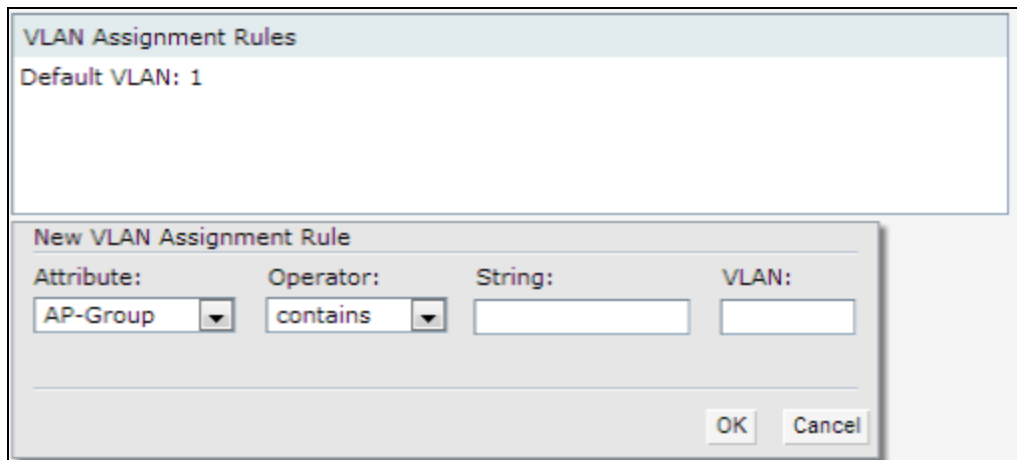 VLAN Assignment Rules
Default VLAN: 1
New VLAN Assignment Rule
Attribute: Operator: String: VLAN:
AP-Group contains
OK Cancel